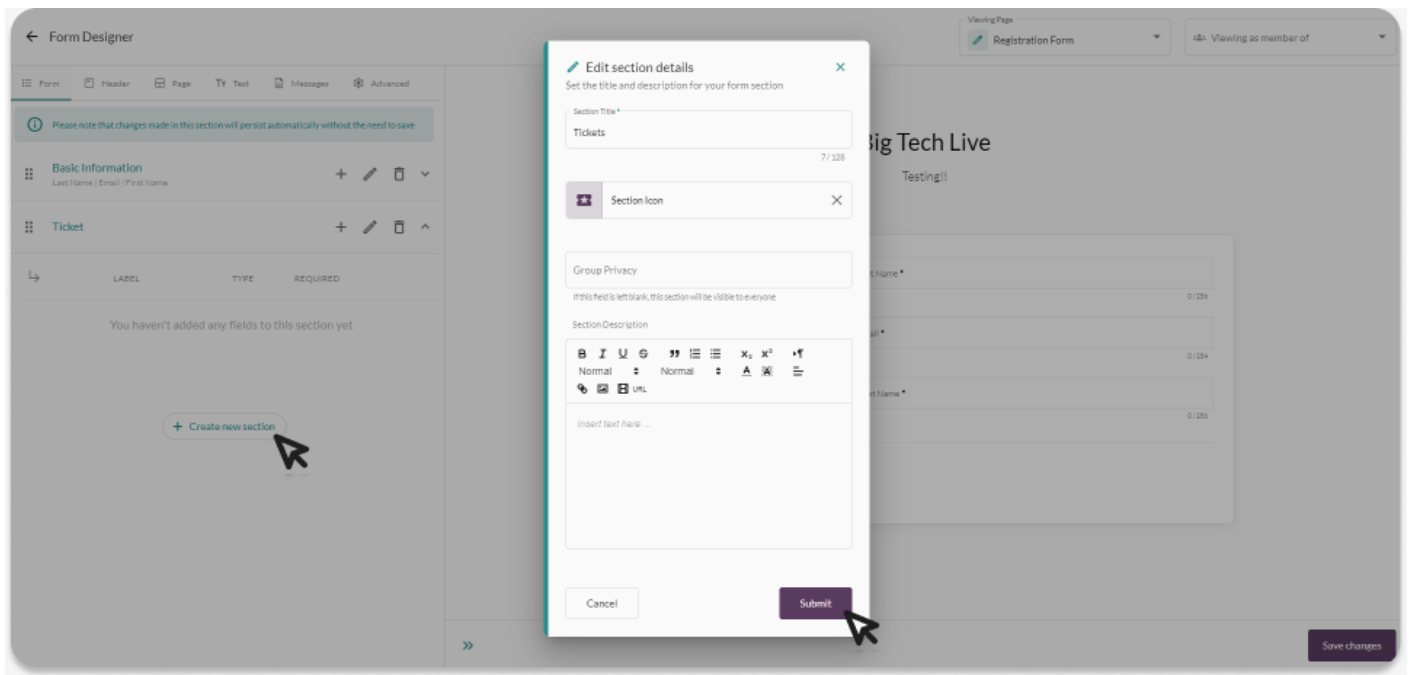 Form Designer
Viewing Page
Registration Form
Viewing as member of
Form
Header
Page
Text
Messages
Advanced
Please note that changes made in this section will persist automatically without the need to save
Basic Information
Last Name | Email | First Name
Ticket
LABEL
TYPE
REQUIRED
You haven't added any fields to this section yet
+ Create new section
Edit section details
Set the title and description for your form section
Section Title *
Tickets
7 / 128
Section Icon
Group Privacy
If this field is left blank, this section will be visible to everyone
Section Description
B I U S
Normal
Normal
URL
Insert text here ...
Cancel
Submit
Big Tech Live
Testing!!
t Name *
0 / 256
ail *
0 / 254
st Name *
0 / 256
Save changes